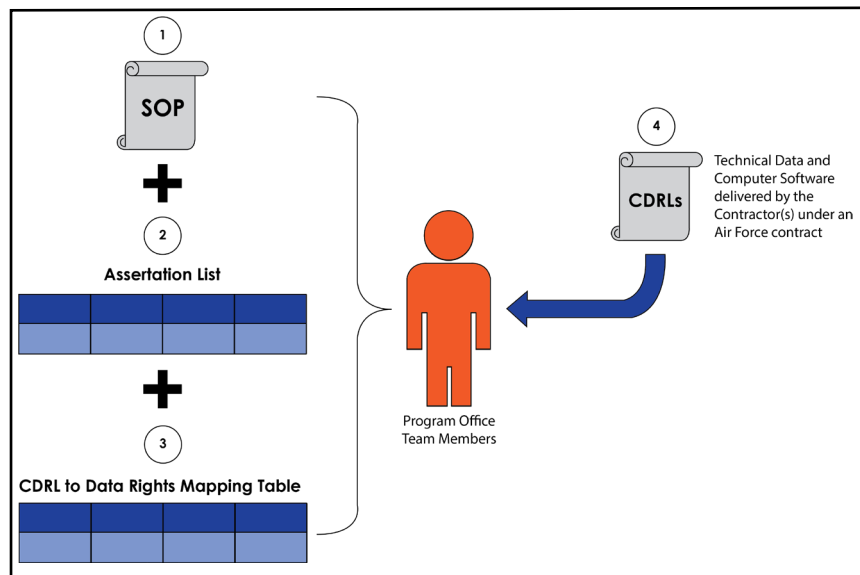 1
SOP
2
Assertation List
3
CDRL to Data Rights Mapping Table
Program Office
Team Members
4
CDRLs
Technical Data and
Computer Software
delivered by the
Contractor(s) under an
Air Force contract